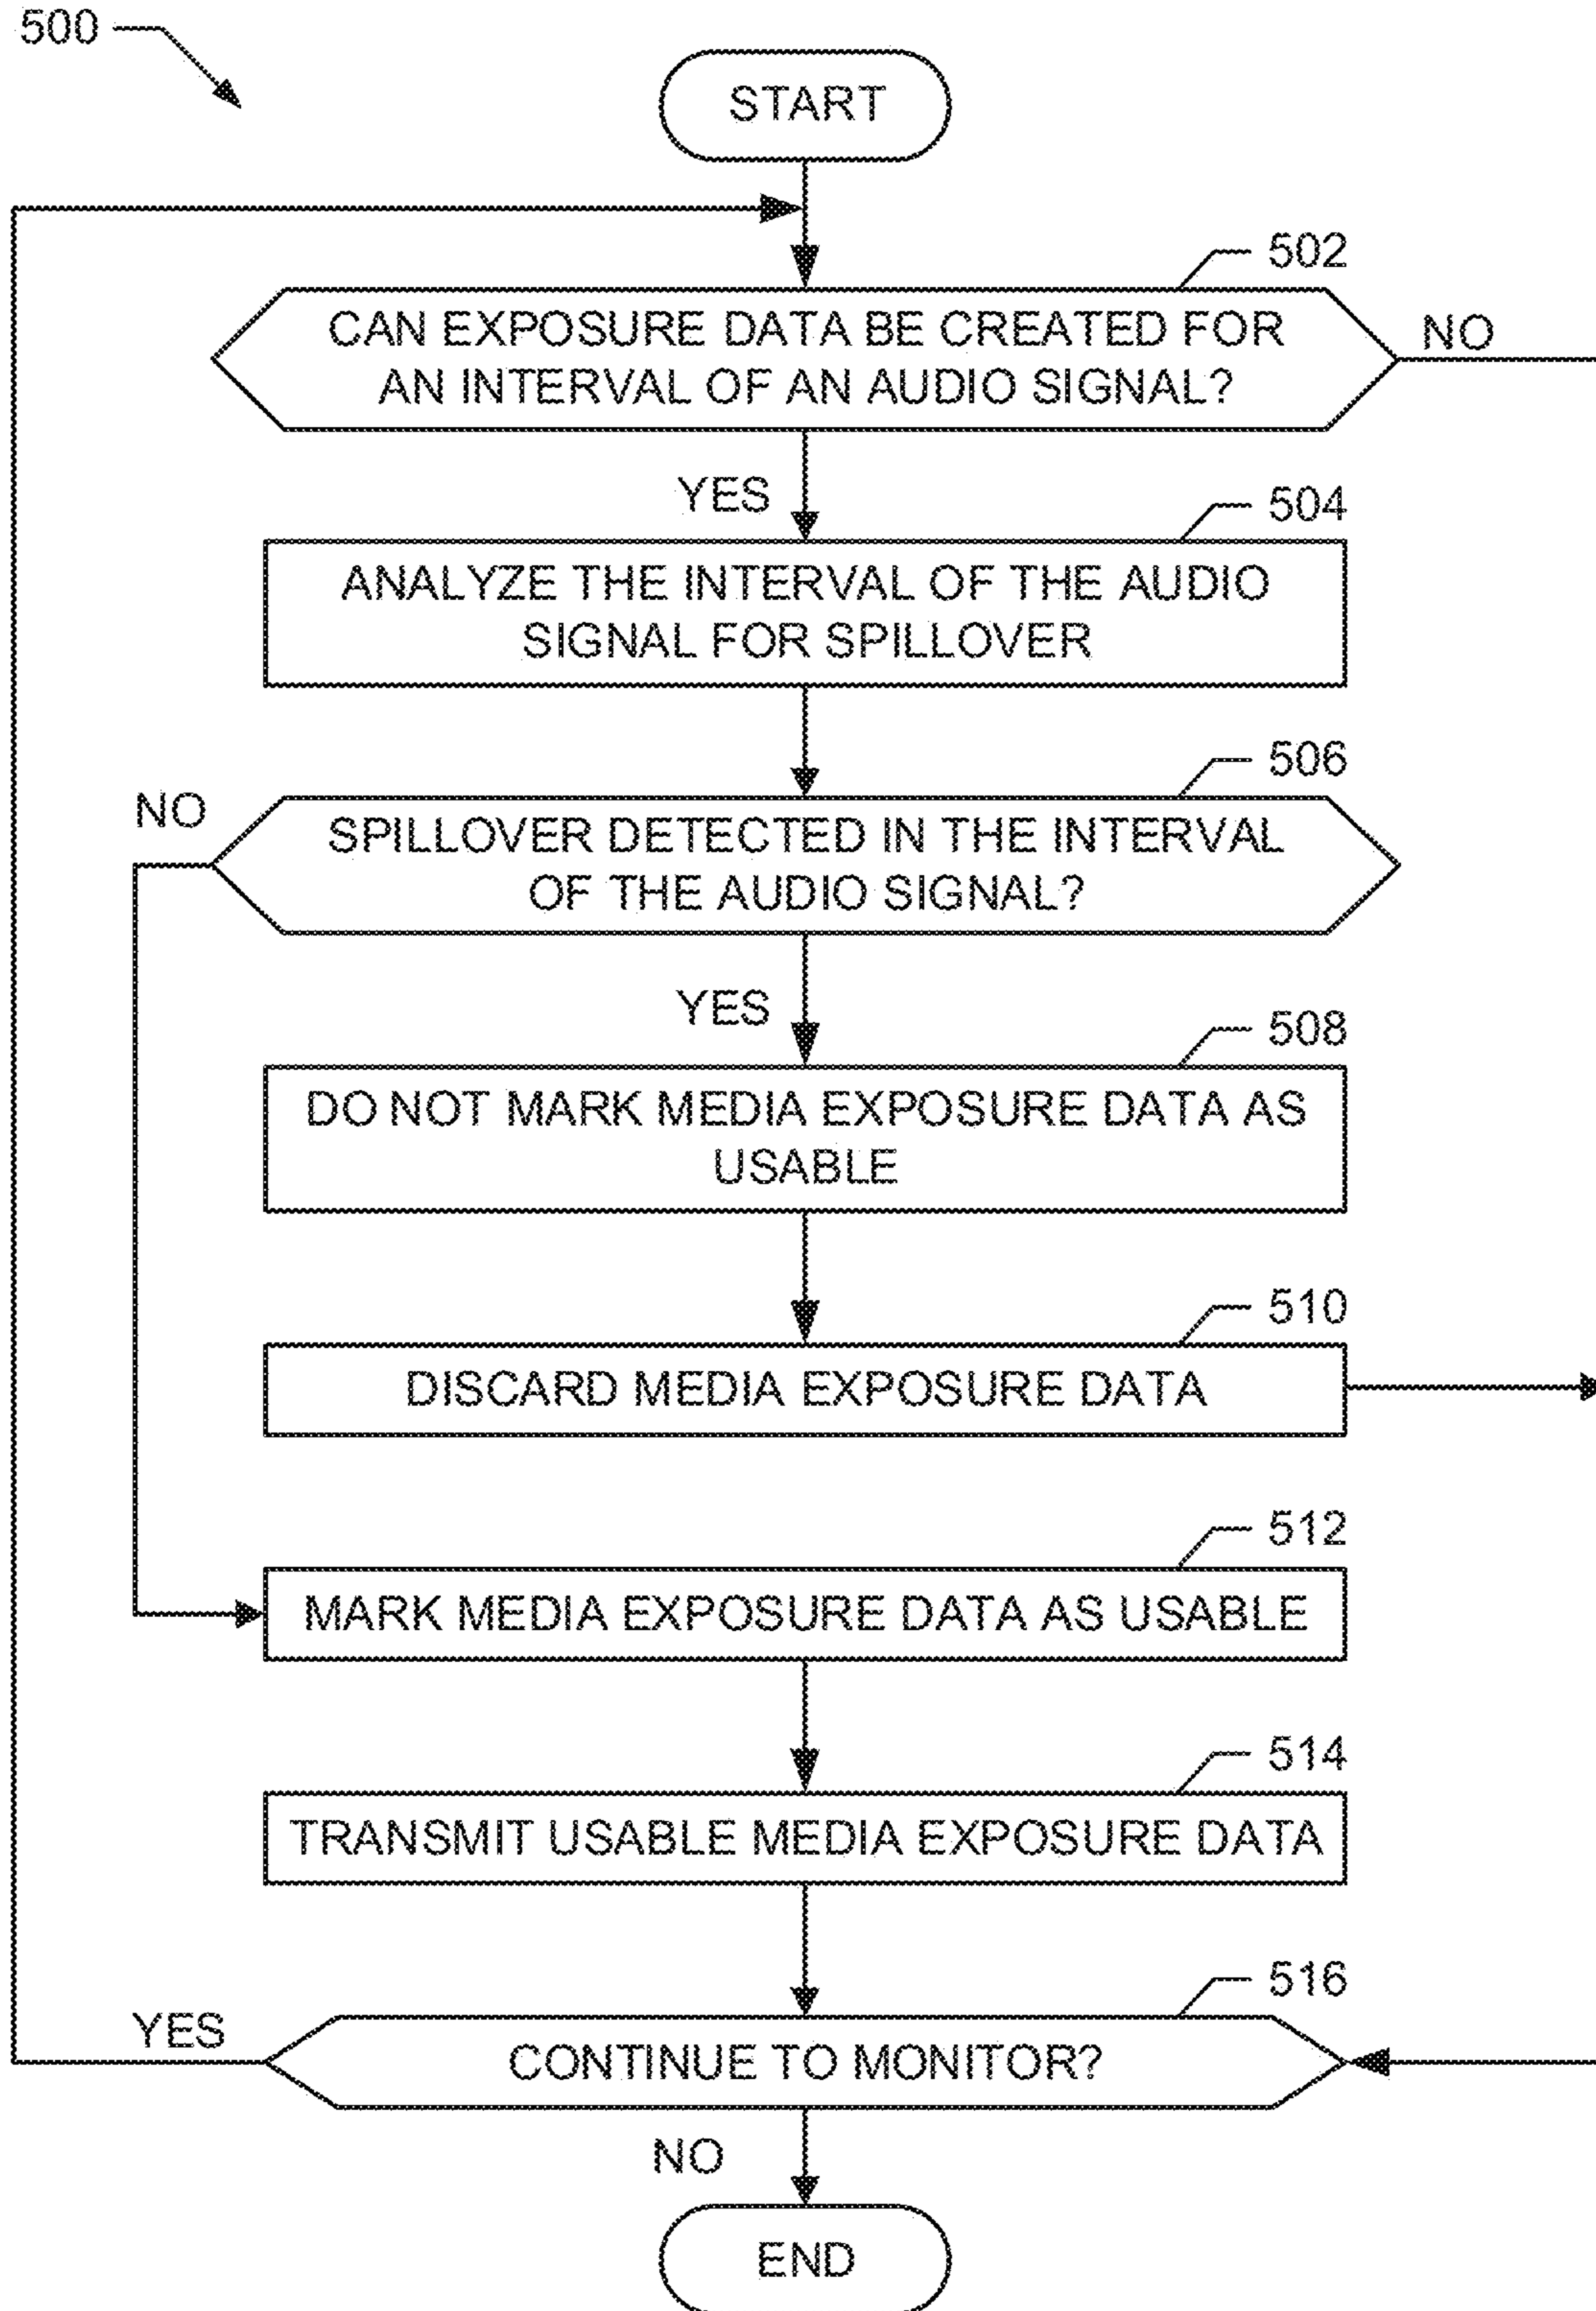 500
START
502
CAN EXPOSURE DATA BE CREATED FOR
AN INTERVAL OF AN AUDIO SIGNAL?
NO
YES
504
ANALYZE THE INTERVAL OF THE AUDIO
SIGNAL FOR SPILLOVER
506
NO
SPILLOVER DETECTED IN THE INTERVAL
OF THE AUDIO SIGNAL?
YES
508
DO NOT MARK MEDIA EXPOSURE DATA AS
USABLE
510
DISCARD MEDIA EXPOSURE DATA
512
MARK MEDIA EXPOSURE DATA AS USABLE
514
TRANSMIT USABLE MEDIA EXPOSURE DATA
516
YES
CONTINUE TO MONITOR?
NO
END